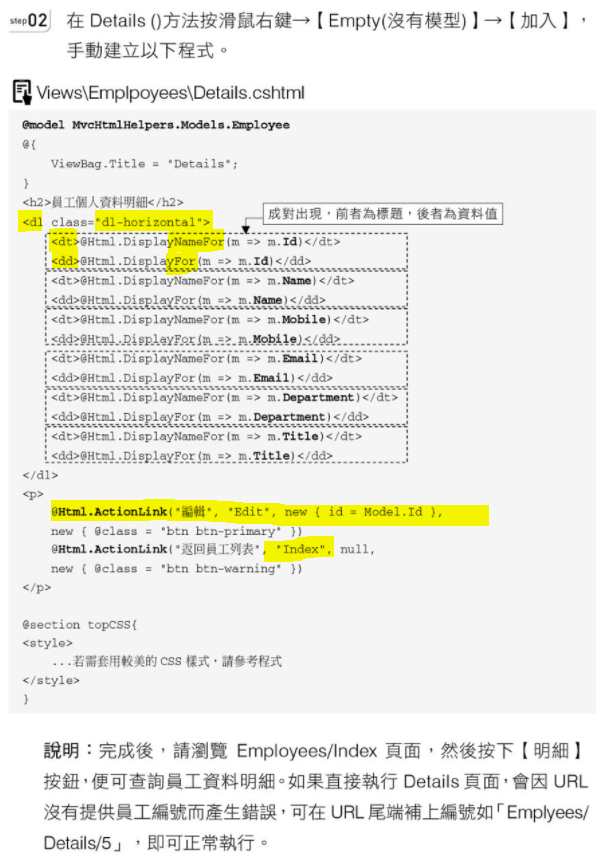 step02 在 Details ()方法按滑鼠右鍵→【Empty(沒有模型)】→【加入】，
手動建立以下程式。
Views\Emplpoyees\Details.cshtml
@model MvcHtmlHelpers.Models.Employee
@{
ViewBag.Title = "Details";
}
<h2>員工個人資料明細</h2>
<dl class="dl-horizontal">
成對出現，前者為標題，後者為資料值
<dt>@Html.DisplayNameFor(m => m.Id)</dt>
<dd>@Html.DisplayFor(m => m.Id)</dd>
<dt>@Html.DisplayNameFor(m => m.Name)</dt>
<dd>@Html.DisplayFor(m => m.Name)</dd>
<dt>@Html.DisplayNameFor(m => m.Mobile)</dt>
<dd>@Html.DisplayFor(m => m.Mobile)</dd>
<dt>@Html.DisplayNameFor(m => m.Email)</dt>
<dd>@Html.DisplayFor(m => m.Email)</dd>
<dt>@Html.DisplayNameFor(m => m.Department)</dt>
<dd>@Html.DisplayFor(m => m.Department)</dd>
<dt>@Html.DisplayNameFor(m => m.Title)</dt>
<dd>@Html.DisplayFor(m => m.Title)</dd>
</dl>
<p>
@Html.ActionLink("編輯", "Edit", new { id = Model.Id },
new { @class = "btn btn-primary" })
@Html.ActionLink("返回員工列表", "Index", null,
new { @class = "btn btn-warning" })
</p>
@section topCSS{
<style>
...若需套用較美的 CSS 樣式，請參考程式
</style>
}
說明：完成後，請瀏覽 Employees/Index 頁面，然後按下【明細】
按鈕，便可查詢員工資料明細。如果直接執行 Details 頁面，會因 URL
沒有提供員工編號而產生錯誤，可在 URL 尾端補上編號如「Emplyees/
Details/5」，即可正常執行。